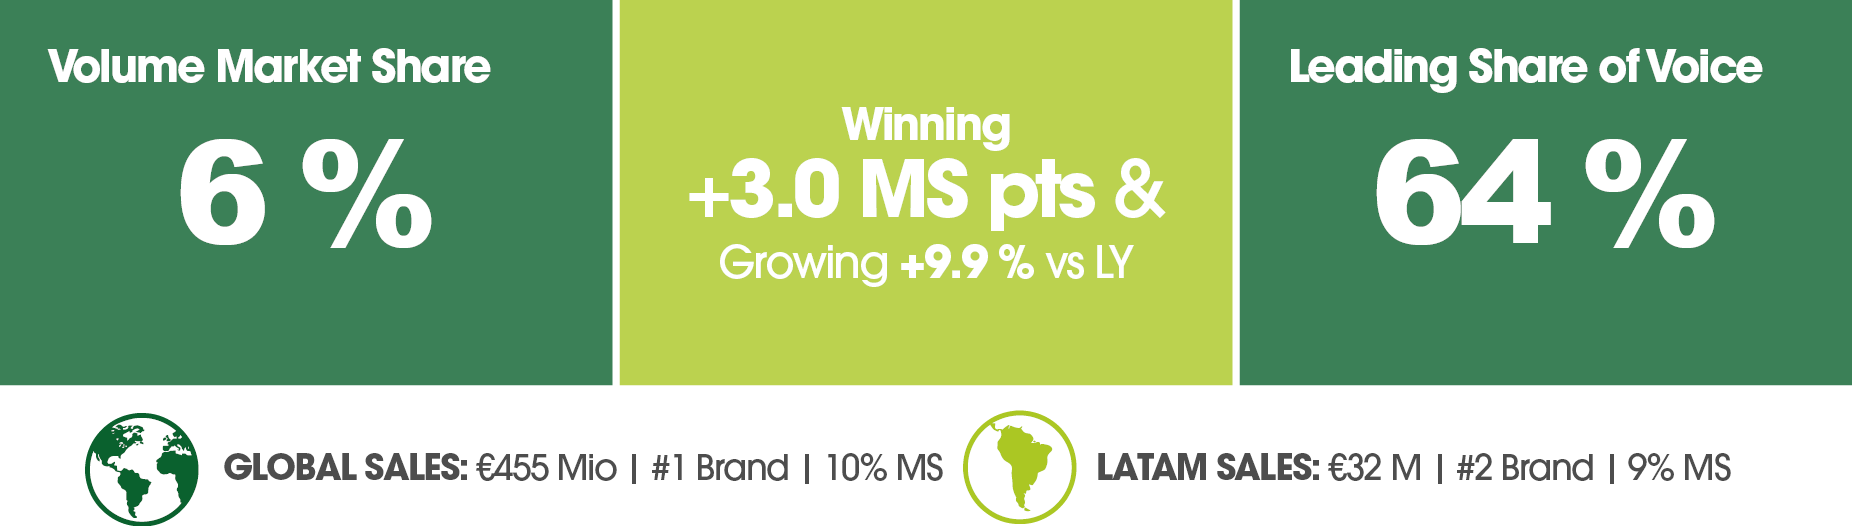 Volume Market Share
6 %
Winning
+3.0 MS pts &
Growing +9.9 % vs LY
Leading Share of Voice
64 %
GLOBAL SALES: €455 Mio | #1 Brand | 10% MS
LATAM SALES: €32 M | #2 Brand | 9% MS